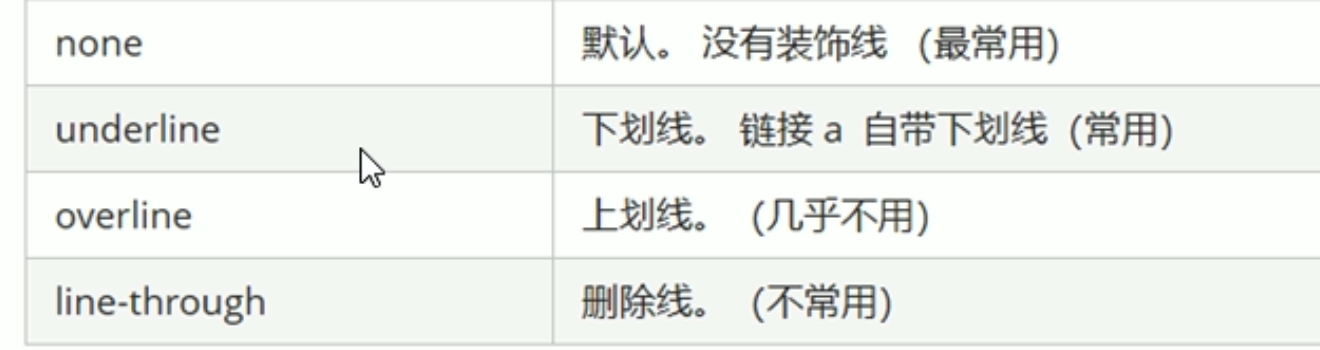 none 默认。 没有装饰线 (最常用)
underline 下划线。 链接 a 自带下划线 (常用)
overline 上划线。 (几乎不用)
line-through 删除线。 (不常用)